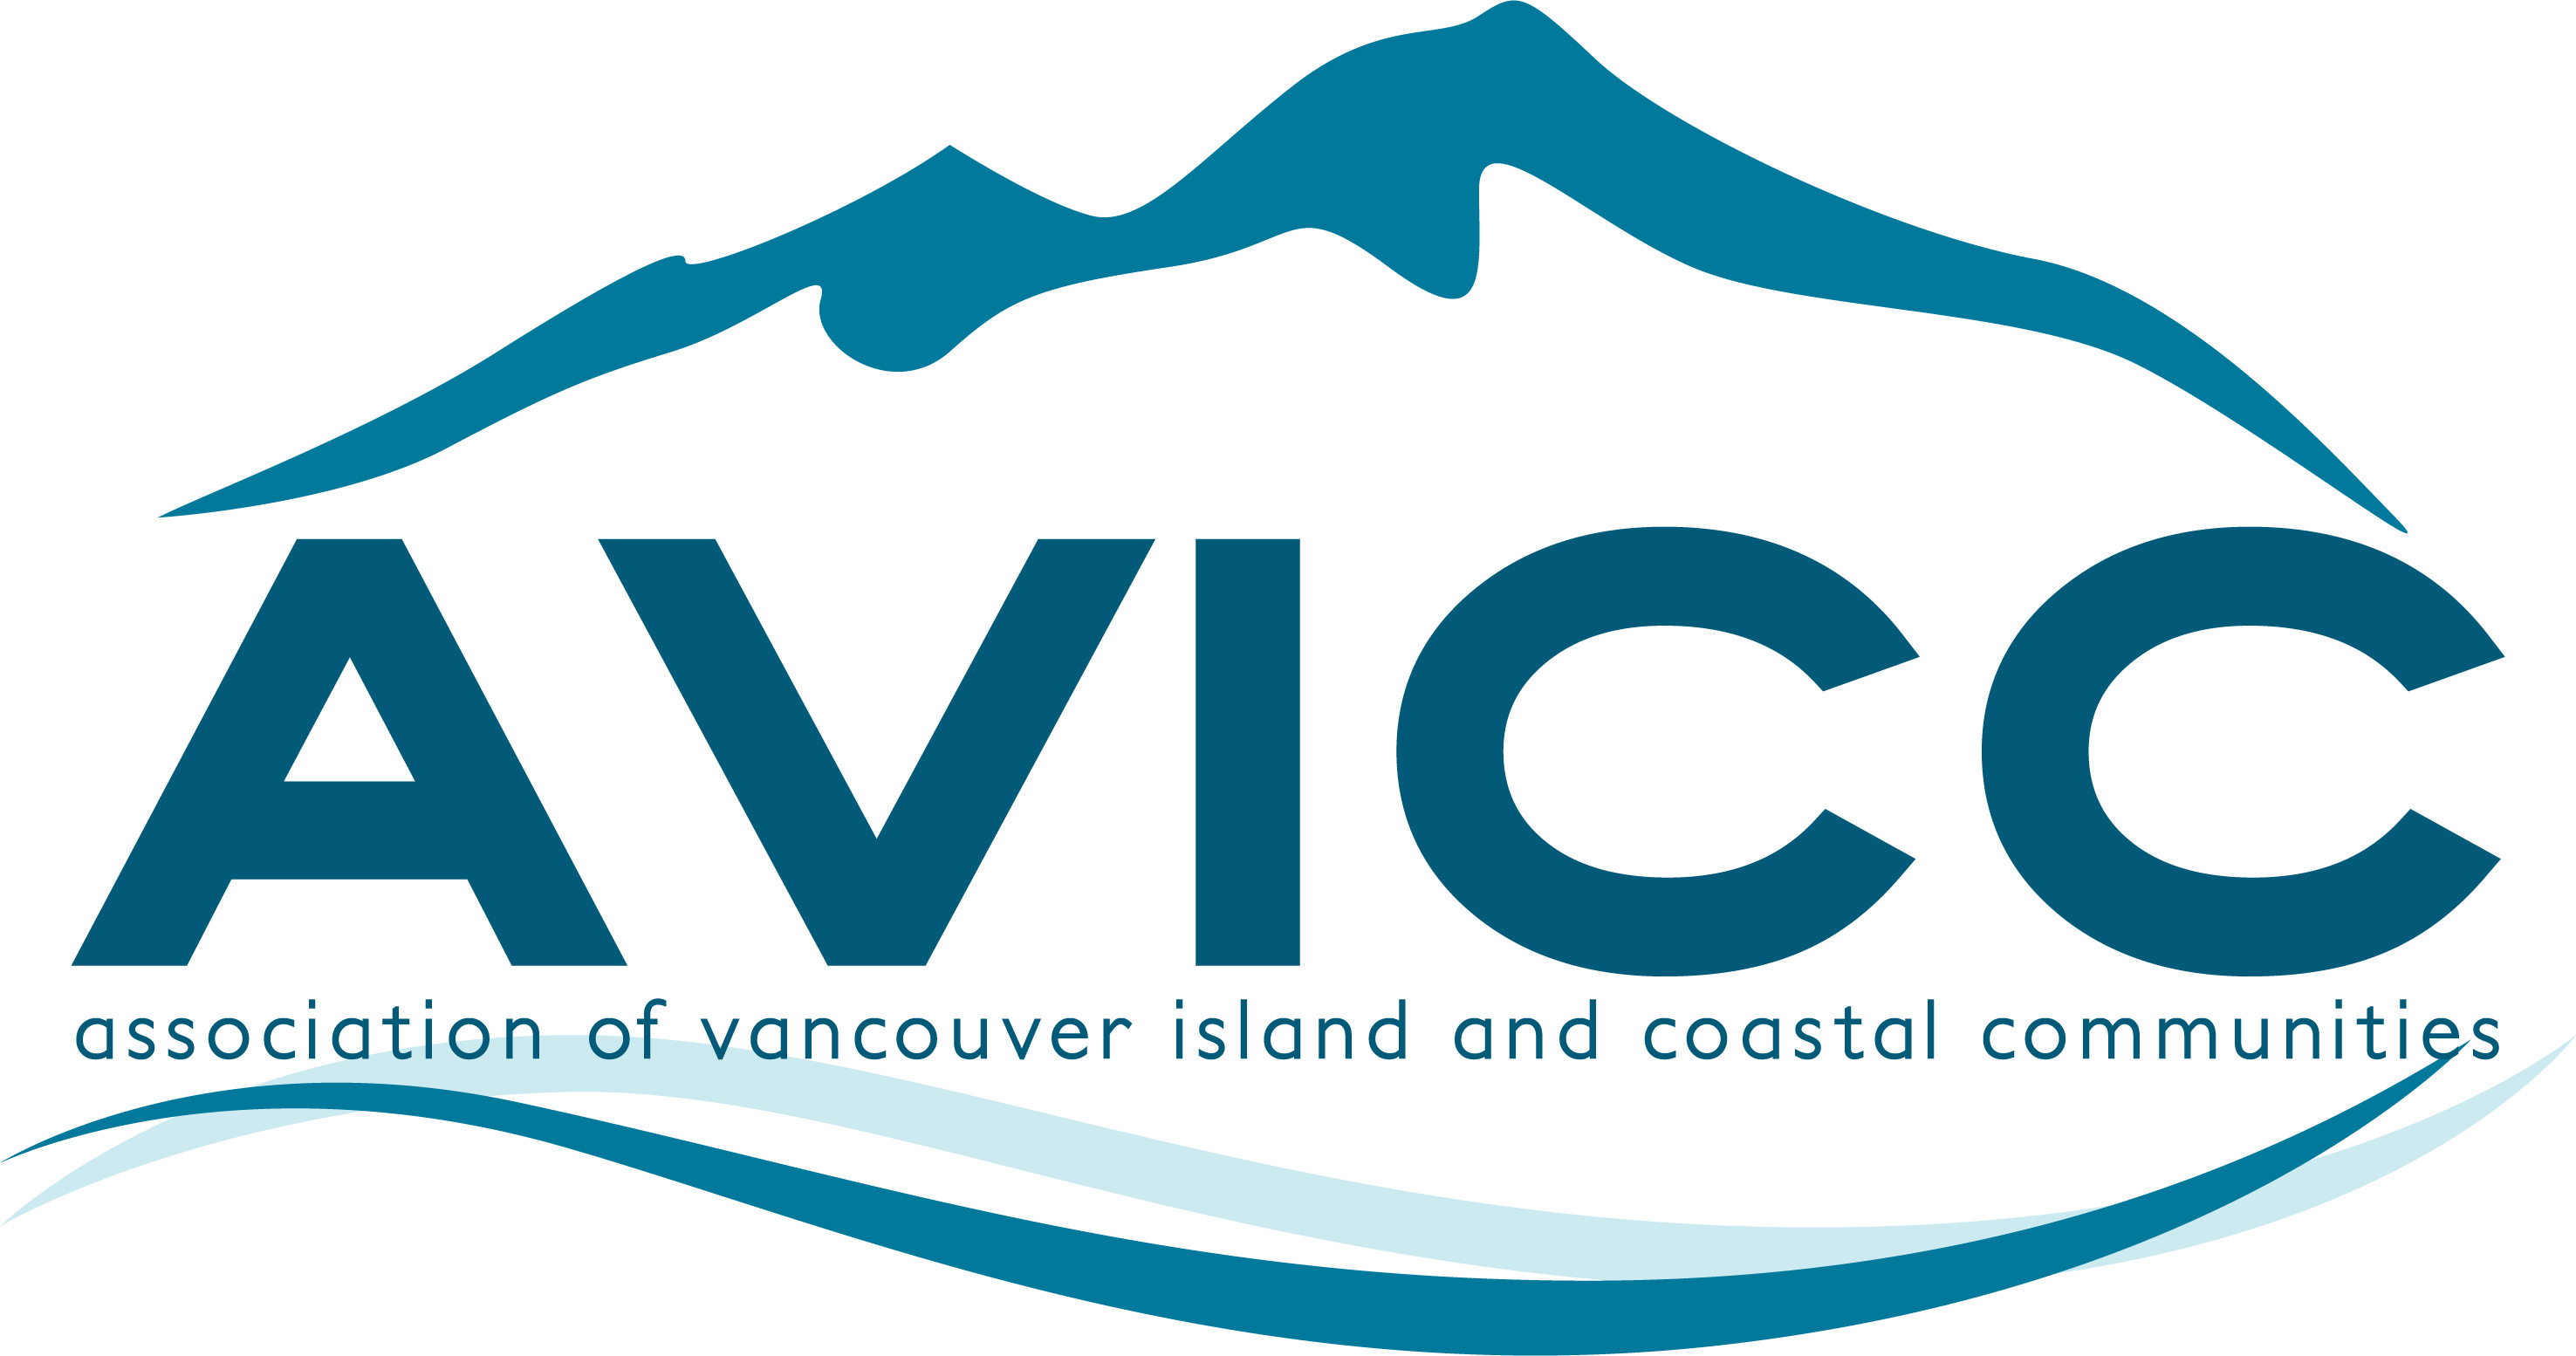 AVICC
association of vancouver island and coastal communities